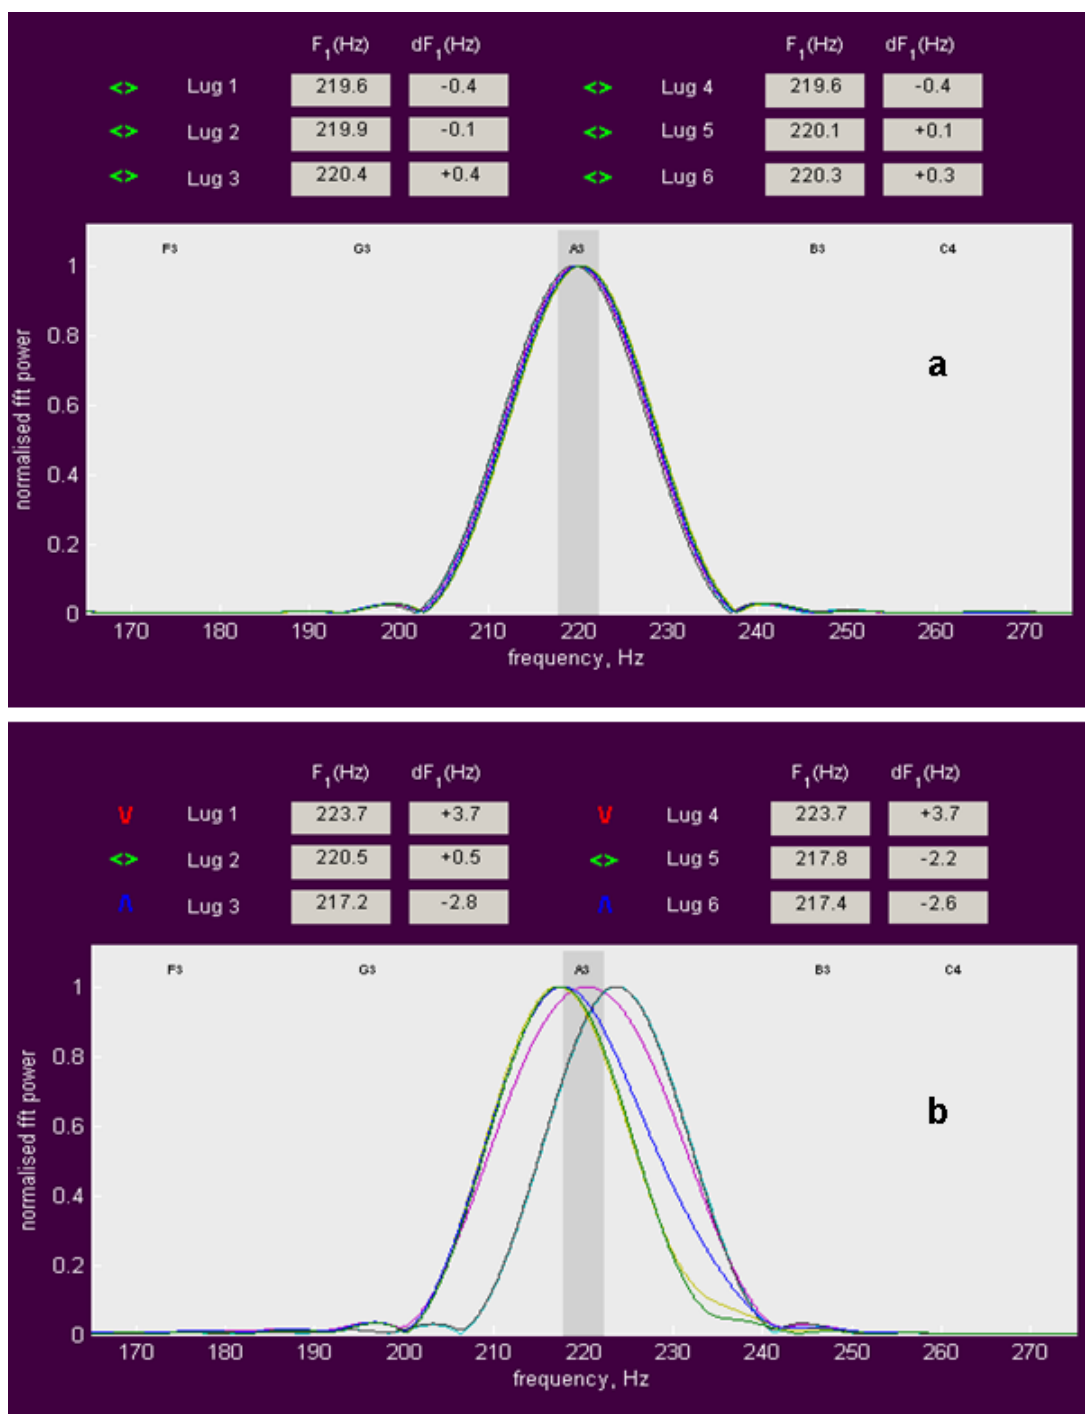 F1(Hz) dF1(Hz) F1(Hz) dF1(Hz)
<> Lug 1 219.6 -0.4 <> Lug 4 219.6 -0.4
<> Lug 2 219.9 -0.1 <> Lug 5 220.1 +0.1
<> Lug 3 220.4 +0.4 <> Lug 6 220.3 +0.3
F3 G3 A3 B3 C4
1
0.8
a
0.6
0.4
0.2
0
normalised fft power
170 180 190 200 210 220 230 240 250 260 270
frequency, Hz
F1(Hz) dF1(Hz) F1(Hz) dF1(Hz)
V Lug 1 223.7 +3.7 V Lug 4 223.7 +3.7
<> Lug 2 220.5 +0.5 <> Lug 5 217.8 -2.2
Λ Lug 3 217.2 -2.8 Λ Lug 6 217.4 -2.6
F3 G3 A3 B3 C4
1
0.8
b
0.6
0.4
0.2
0
normalised fft power
170 180 190 200 210 220 230 240 250 260 270
frequency, Hz